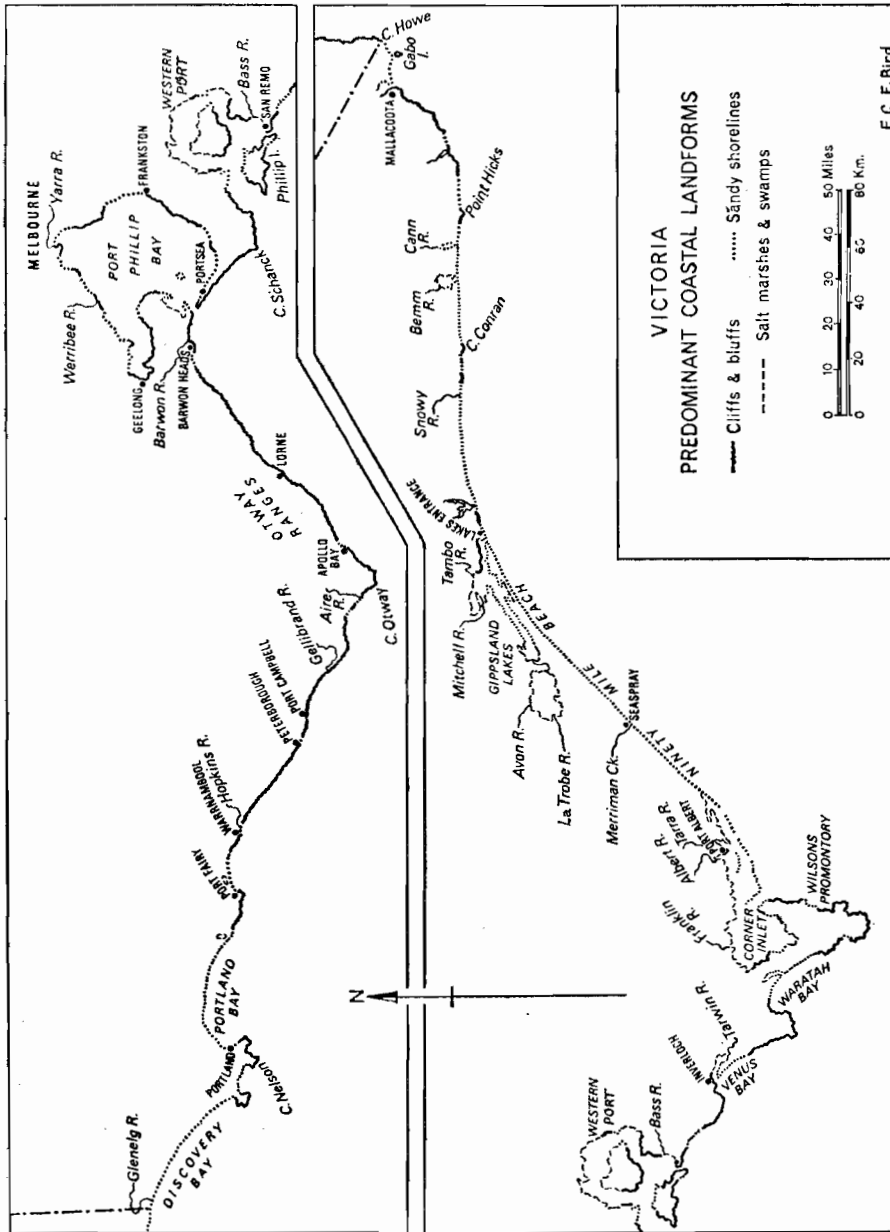 Glenelg R.
DISCOVERY
BAY
PORTLAND
C. Nelson
PORTLAND
BAY
PORT FAIRY
WARRNAMBOOL
Hopkins R.
PETERBOROUGH
PORT CAMPBELL
Gellibrand R.
Aire
R.
C. Otway
APOLLO
BAY
OTWAY
RANGES
LORNE
BARWON HEADS
Barwon R.
GEELONG
Werribee R.
MELBOURNE
Yarra R.
PORT
PHILLIP
BAY
FRANKSTON
PORTSEA
C. Schanck
WESTERN
PORT
Bass R.
SAN REMO
Phillip I.
N
WESTERN
PORT
Bass R.
INVERLOCH
Tarwin R.
VENUS
BAY
WARATAH
BAY
WILSONS
PROMONTORY
CORNER
INLET
Franklin
R.
Albert R.
Tarra R.
PORT ALBERT
NINETY MILE BEACH
SEASPRAY
Merriman Ck.
La Trobe R.
Avon R.
GIPPSLAND
LAKES
Mitchell R.
Tambo
R.
LAKES ENTRANCE
Snowy
R.
C. Conran
Bemm
R.
Cann
R.
Point Hicks
MALLACOOTA
Gabo
I.
C. Howe
VICTORIA
PREDOMINANT COASTAL LANDFORMS
Cliffs & bluffs Sandy shorelines
Salt marshes & swamps
0 10 20 30 40 50 Miles
0 20 40 60 80 Km.
E.C. F. Bird